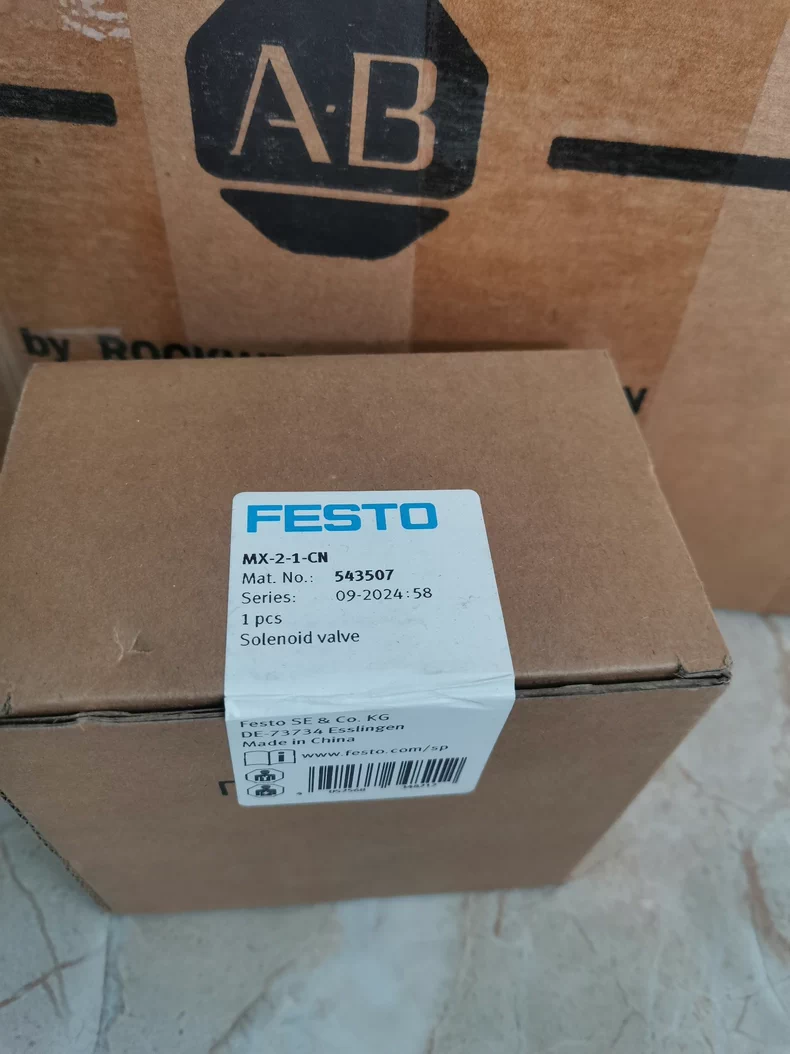 A·B
by
FESTO
MX-2-1-CN
Mat. No.: 543507
Series: 09-2024:58
1 pcs
Solenoid valve
Festo SE & Co. KG
DE-73734 Esslingen
Made in China
www.festo.com/sp